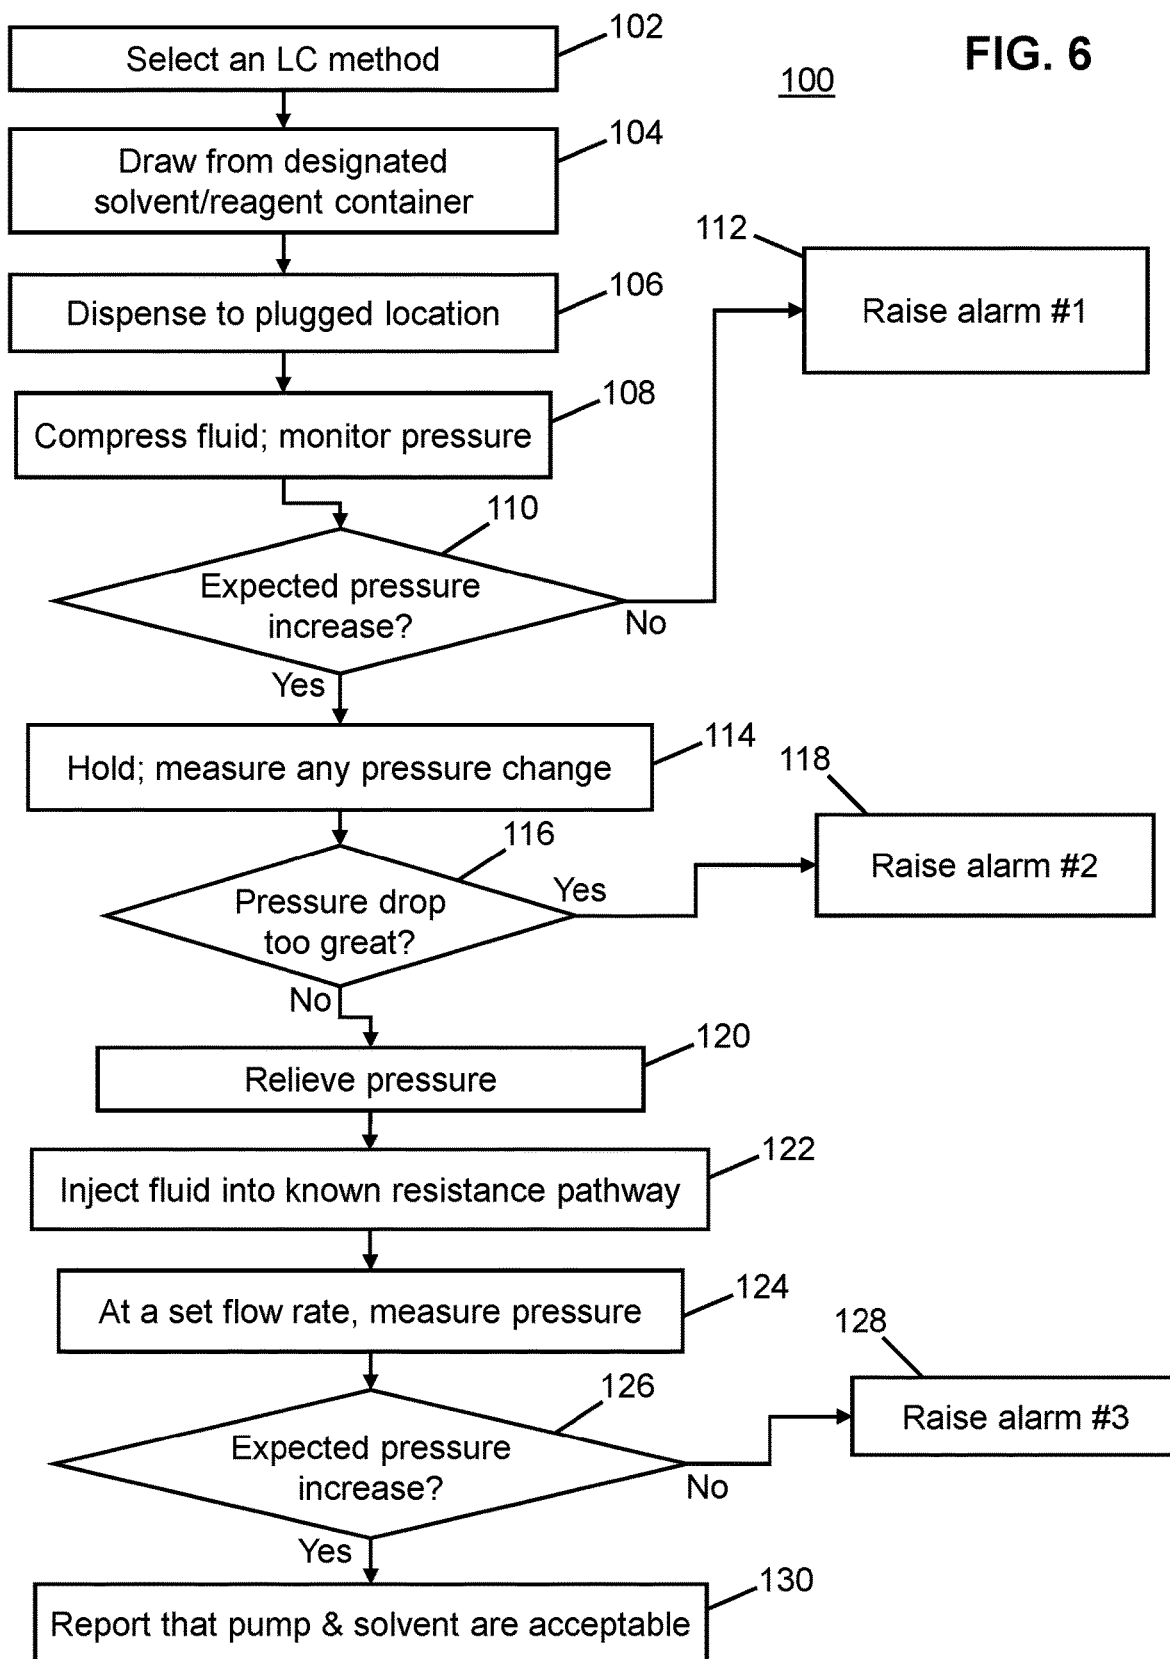 FIG. 6
100
102
Select an LC method
104
Draw from designated
solvent/reagent container
106
Dispense to plugged location
108
Compress fluid; monitor pressure
110
Expected pressure
increase?
No
Yes
112
Raise alarm #1
114
Hold; measure any pressure change
116
Pressure drop
too great?
Yes
No
118
Raise alarm #2
120
Relieve pressure
122
Inject fluid into known resistance pathway
124
At a set flow rate, measure pressure
126
Expected pressure
increase?
No
Yes
128
Raise alarm #3
130
Report that pump & solvent are acceptable